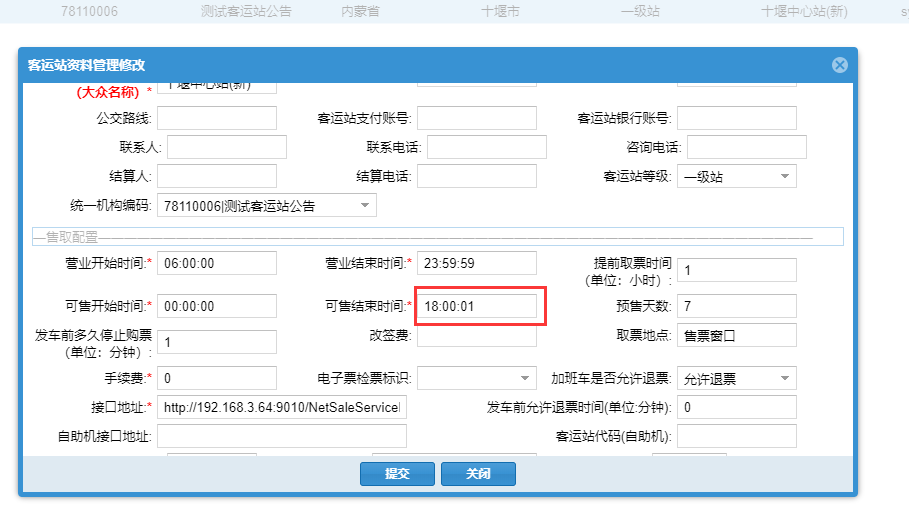 78110006 测试客运站公告 内蒙省 十堰市 一级站 十堰中心站(新)
客运站资料管理修改
(大众名称) * 十堰中心站(新)
公交路线: 客运站支付账号: 客运站银行账号:
联系人: 联系电话: 咨询电话:
结算人: 结算电话: 客运站等级: 一级站
统一机构编码: 78110006|测试客运站公告
售取配置
营业开始时间:* 06:00:00 营业结束时间:* 23:59:59 提前取票时间
(单位：小时) : 1
可售开始时间:* 00:00:00 可售结束时间:* 18:00:01 预售天数: 7
发车前多久停止购票
(单位：分钟) : 1 改签费: 取票地点: 售票窗口
手续费:* 0 电子票检票标识: 加班车是否允许退票: 允许退票
接口地址:* http://192.168.3.64:9010/NetSaleService 发车前允许退票时间(单位:分钟): 0
自助机接口地址: 客运站代码(自助机):
提交 关闭